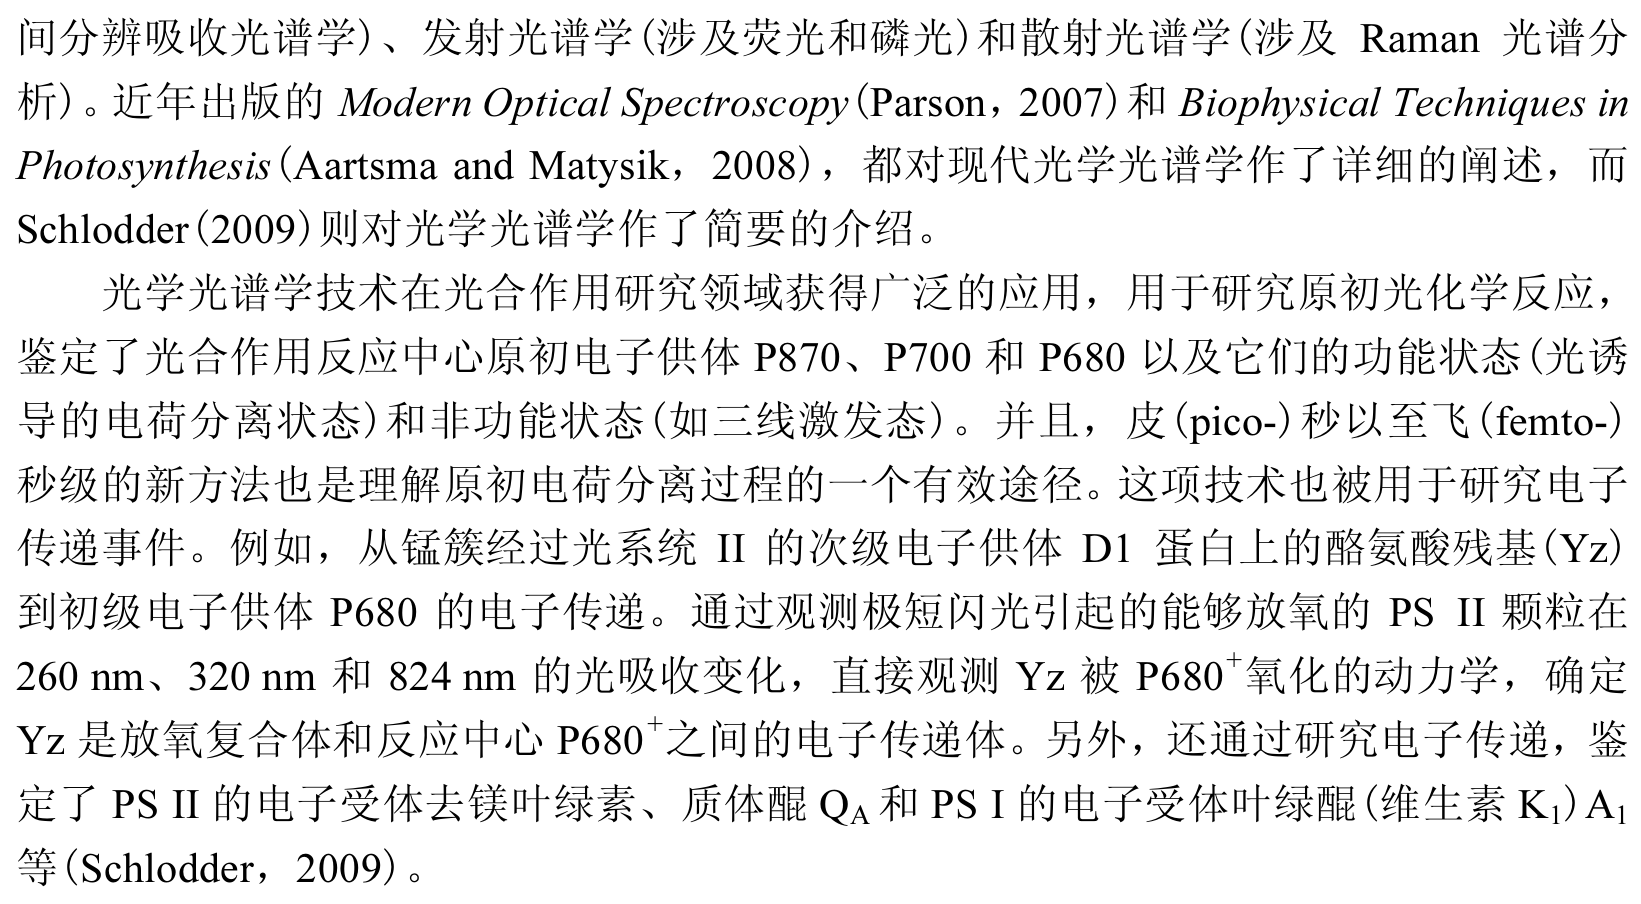 间分辨吸收光谱学)、发射光谱学(涉及荧光和磷光)和散射光谱学(涉及 Raman 光谱分
析)。近年出版的 Modern Optical Spectroscopy(Parson，2007)和 Biophysical Techniques in
Photosynthesis(Aartsma and Matysik，2008)，都对现代光学光谱学作了详细的阐述，而
Schlodder(2009)则对光学光谱学作了简要的介绍。
光学光谱学技术在光合作用研究领域获得广泛的应用，用于研究原初光化学反应，
鉴定了光合作用反应中心原初电子供体 P870、P700 和 P680 以及它们的功能状态(光诱
导的电荷分离状态)和非功能状态(如三线激发态)。并且，皮(pico-)秒以至飞(femto-)
秒级的新方法也是理解原初电荷分离过程的一个有效途径。这项技术也被用于研究电子
传递事件。例如，从锰簇经过光系统 II 的次级电子供体 D1 蛋白上的酪氨酸残基(Yz)
到初级电子供体 P680 的电子传递。通过观测极短闪光引起的能够放氧的 PS II 颗粒在
260 nm、320 nm 和 824 nm 的光吸收变化，直接观测 Yz 被 P680⁺氧化的动力学，确定
Yz 是放氧复合体和反应中心 P680⁺之间的电子传递体。另外，还通过研究电子传递，鉴
定了 PS II 的电子受体去镁叶绿素、质体醌 Q_A 和 PS I 的电子受体叶绿醌(维生素 K₁)A₁
等(Schlodder，2009)。